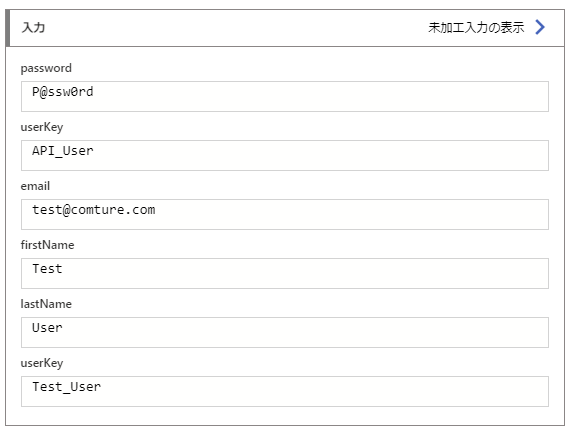 入力 未加工入力の表示
password
P@ssw0rd
userKey
API_User
email
test@comture.com
firstName
Test
lastName
User
userKey
Test_User